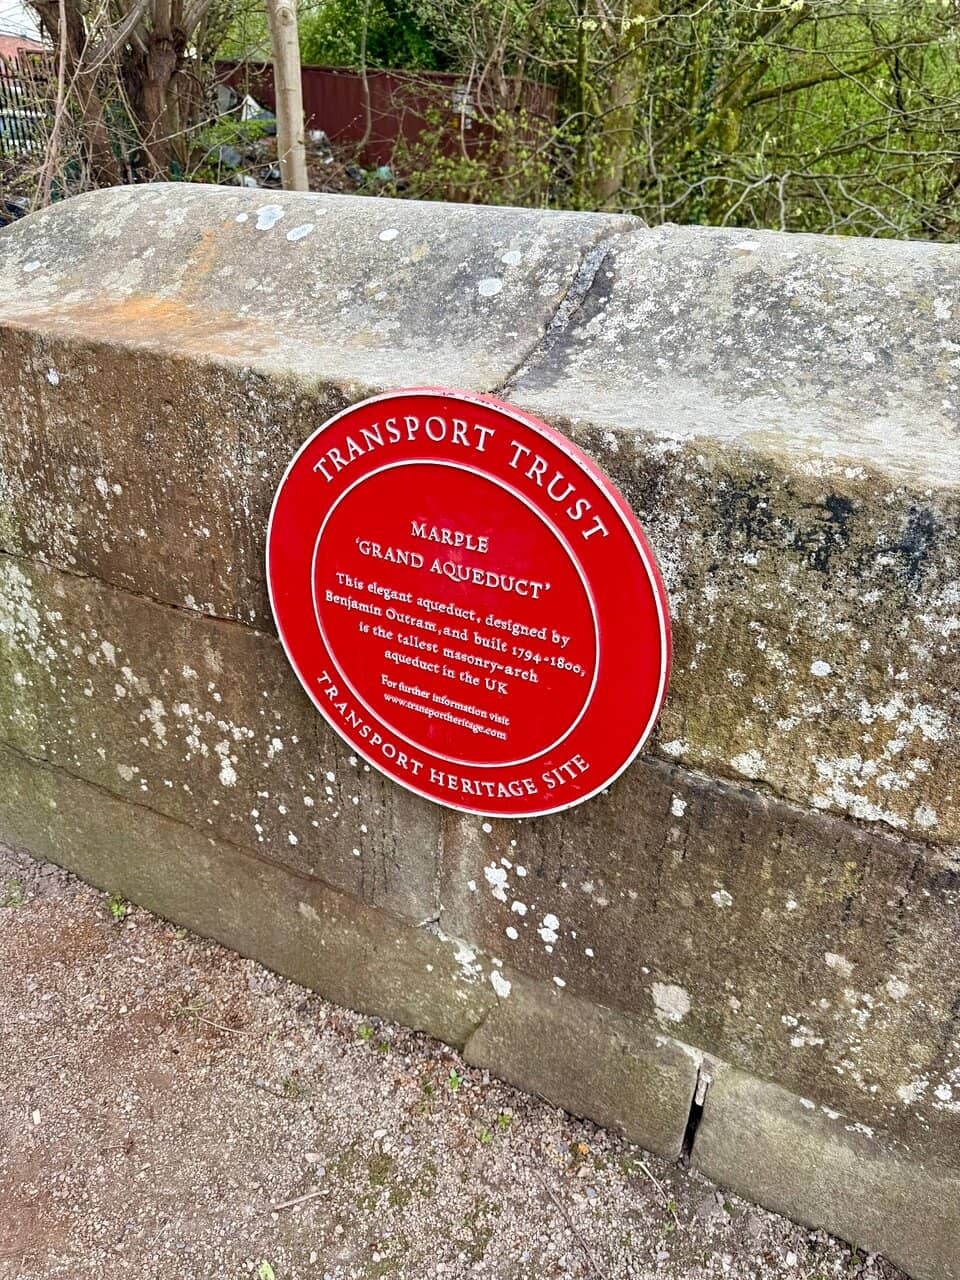 TRANSPORT TRUST
MARPLE
‘GRAND AQUEDUCT’
This elegant aqueduct, designed by
Benjamin Outram, and built 1794-1800,
is the tallest masonry-arch
aqueduct in the UK
For further information visit
www.transportheritage.com
TRANSPORT HERITAGE SITE